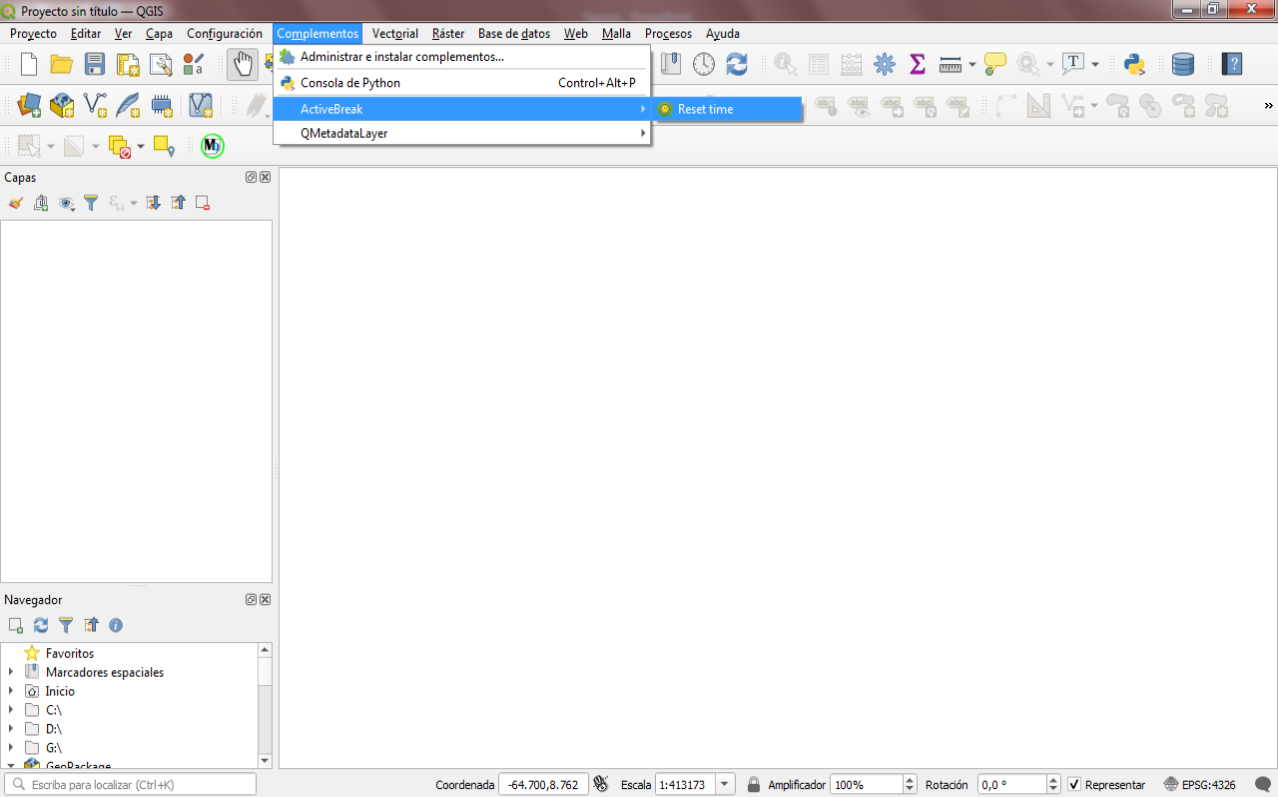 Proyecto sin título — QGIS
Proyecto Editar Ver Capa Configuración Complementos Vectorial Ráster Base de datos Web Malla Procesos Ayuda
Administrar e instalar complementos...
Consola de Python Control+Alt+P
ActiveBreak
Reset time
QMetadataLayer
Capas
Navegador
Favoritos
Marcadores espaciales
Inicio
C:\
D:\
G:\
GeoPackage
Escriba para localizar (Ctrl+K)
Coordenada -64.700,8.762 Escala 1:413173 Amplificador 100% Rotación 0,0 ° Representar EPSG:4326